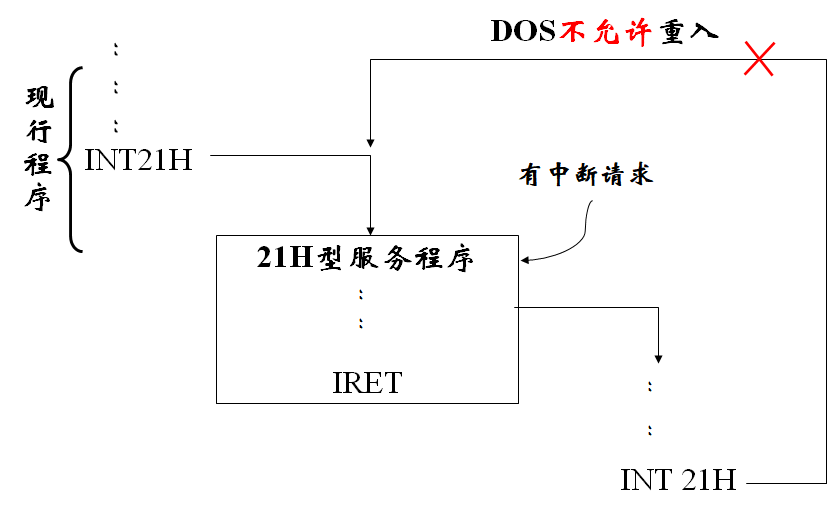 DOS不允许重入
现行程序
：
：
：
INT21H
有中断请求
21H型服务程序
：
：
IRET
：
：
INT 21H